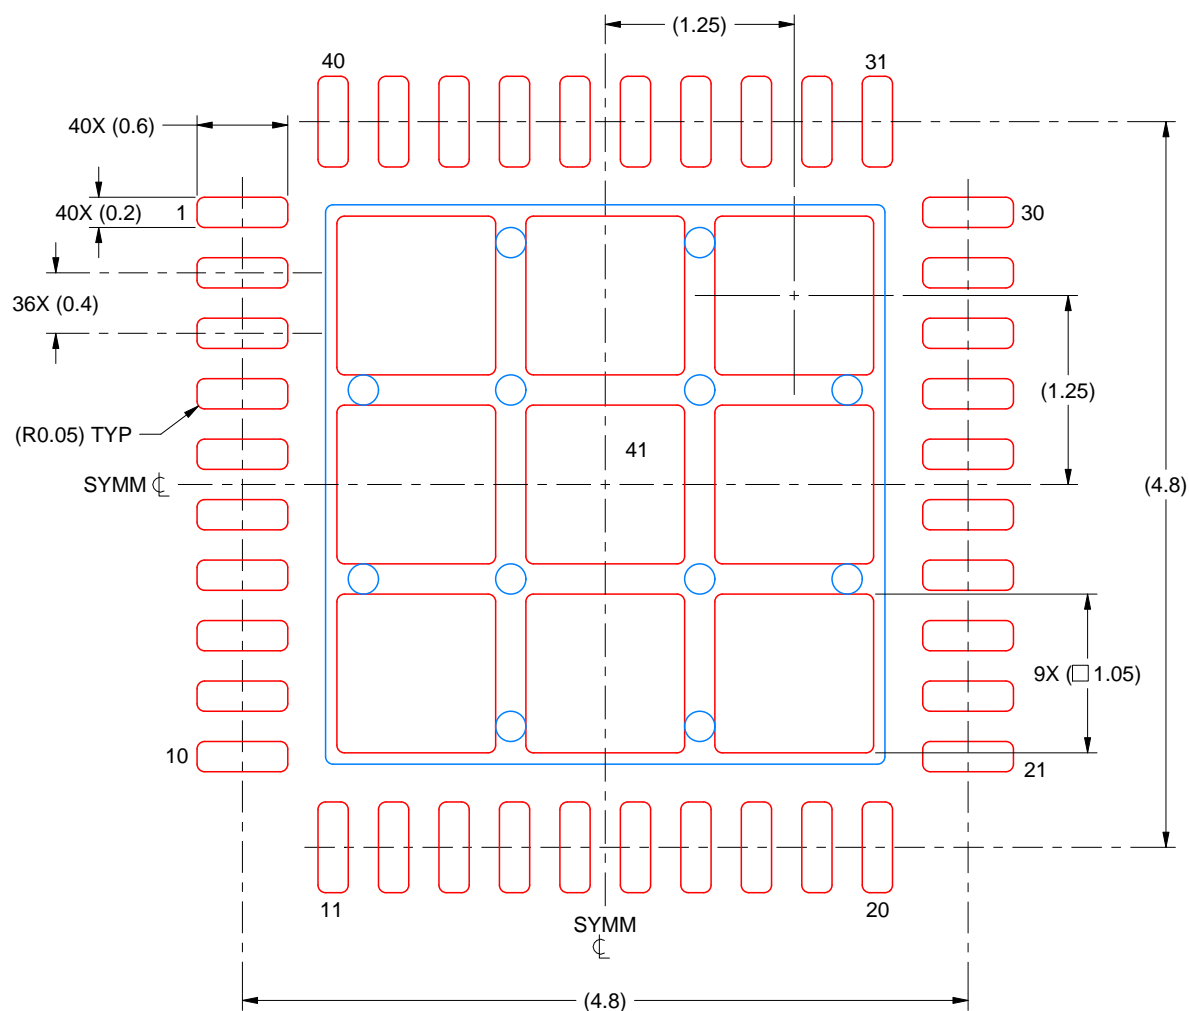 (1.25)
40
31
40X (0.6)
40X (0.2)
1
30
36X (0.4)
(1.25)
(R0.05) TYP
41
SYMM ℄
(4.8)
9X (□ 1.05)
10
21
11
20
SYMM
℄
(4.8)